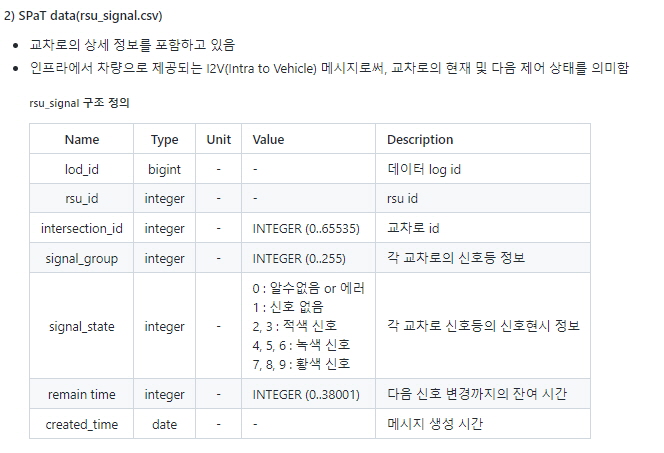 2) SPaT data(rsu_signal.csv)
• 교차로의 상세 정보를 포함하고 있음
• 인프라에서 차량으로 제공되는 I2V(Intra to Vehicle) 메시지로써, 교차로의 현재 및 다음 제어 상태를 의미함
rsu_signal 구조 정의
Name Type Unit Value Description
lod_id bigint - - 데이터 log id
rsu_id integer - - rsu id
intersection_id integer - INTEGER (0..65535) 교차로 id
signal_group integer - INTEGER (0..255) 각 교차로의 신호등 정보
signal_state integer - 0 : 알수없음 or 에러
1 : 신호 없음
2, 3 : 적색 신호
4, 5, 6 : 녹색 신호
7, 8, 9 : 황색 신호
각 교차로 신호등의 신호현시 정보
remain time integer - INTEGER (0..38001) 다음 신호 변경까지의 잔여 시간
created_time date - - 메시지 생성 시간